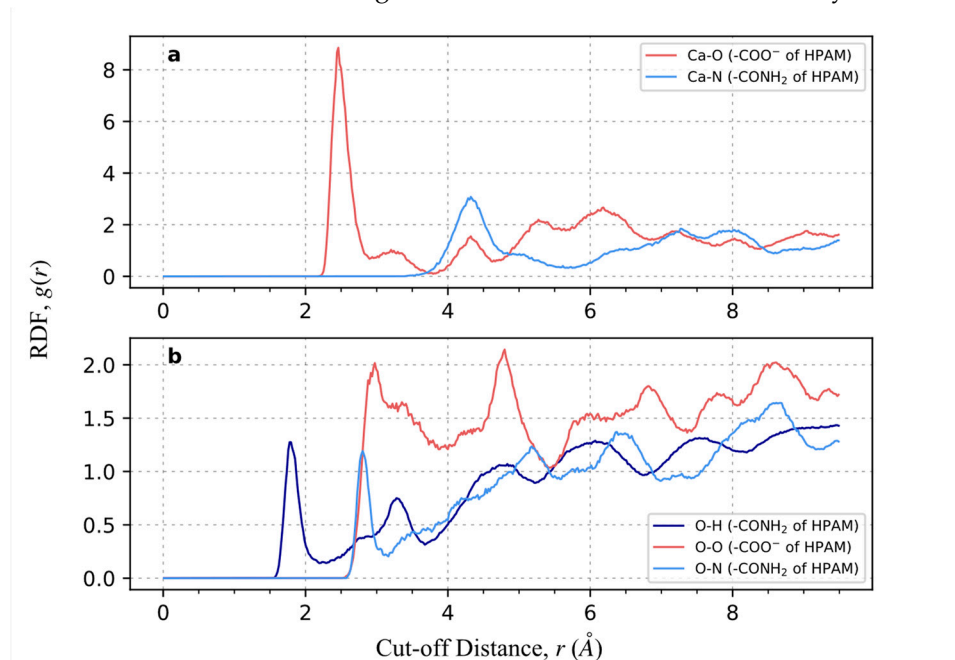 a
Ca-O (-COO⁻ of HPAM)
Ca-N (-CONH₂ of HPAM)
8
6
4
2
0
0 2 4 6 8
RDF, g(r)
b
2.0
1.5
1.0
0.5
0.0
O-H (-CONH₂ of HPAM)
O-O (-COO⁻ of HPAM)
O-N (-CONH₂ of HPAM)
0 2 4 6 8
Cut-off Distance, r (Å)